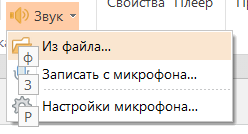 Свойства Плеер
Звук
Из файла...
Ф
Записать с микрофона...
З
Настройки микрофона...
Р